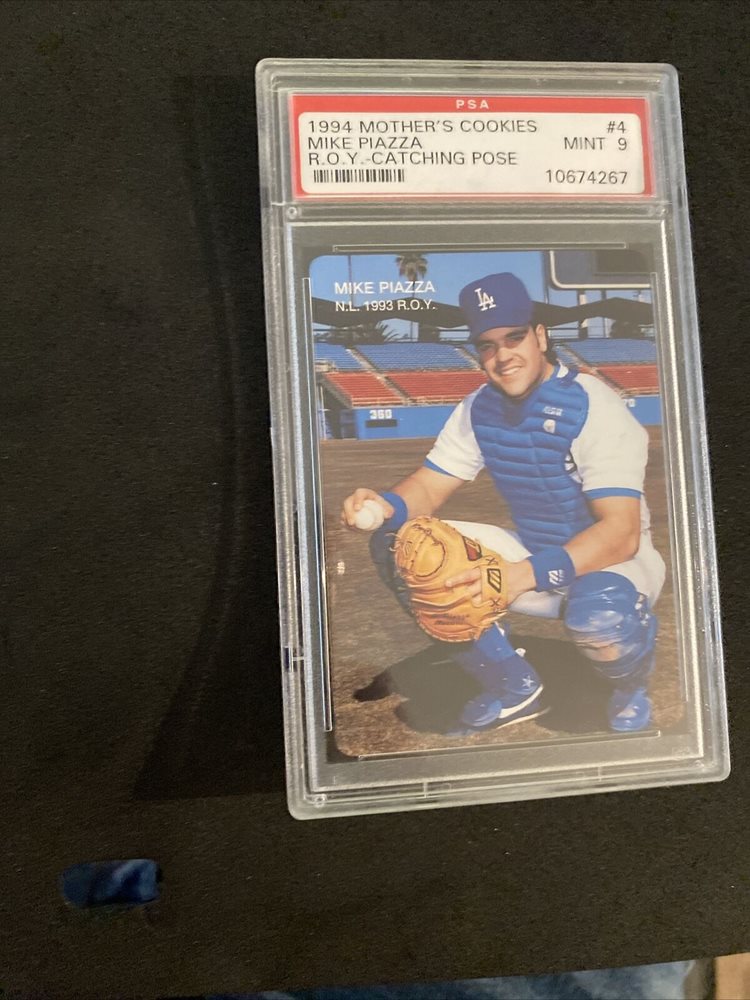 PSA
1994 MOTHER'S COOKIES #4
MIKE PIAZZA MINT 9
R.O.Y.-CATCHING POSE
10674267
MIKE PIAZZA
N.L. 1993 R.O.Y.
LA
360